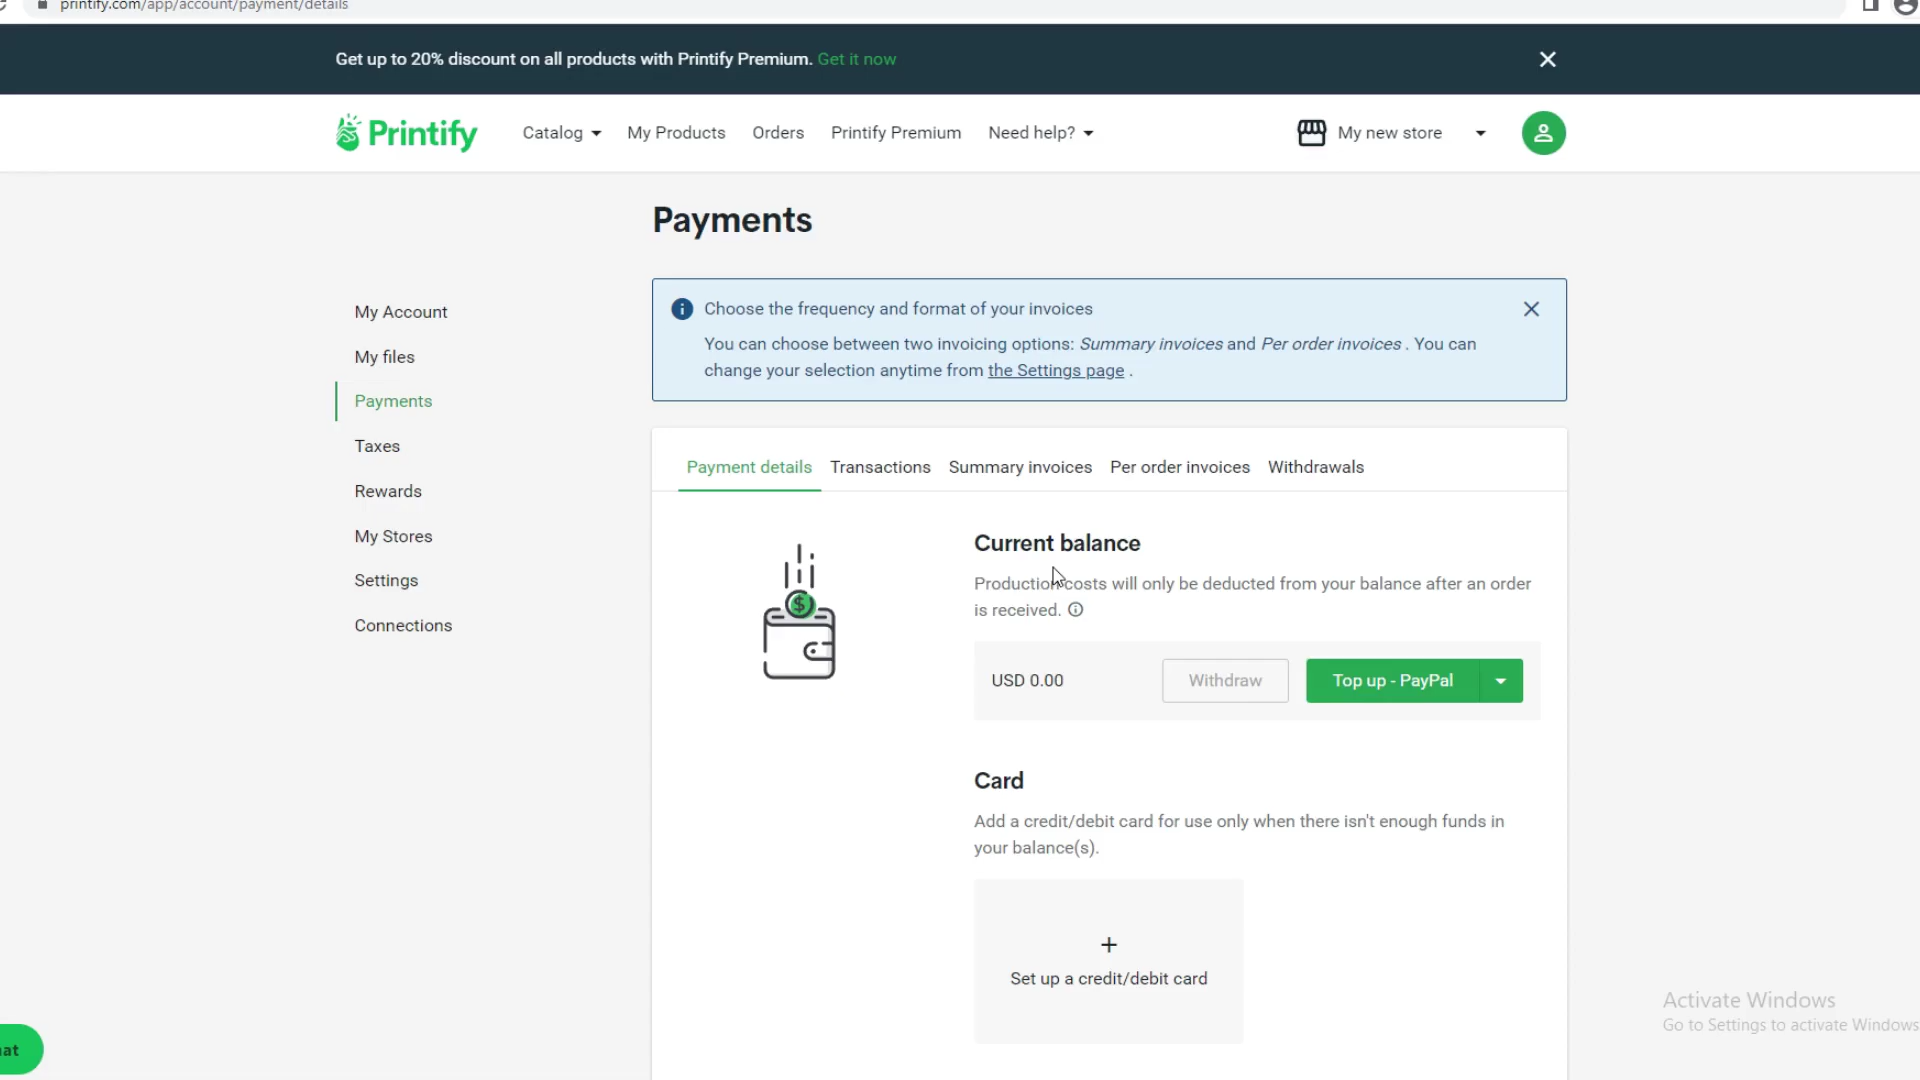 printify.com/app/account/payment/details
Get up to 20% discount on all products with Printify Premium. Get it now
Printify
Catalog
My Products
Orders
Printify Premium
Need help?
My new store
Payments
My Account
My files
Payments
Taxes
Rewards
My Stores
Settings
Connections
Choose the frequency and format of your invoices
You can choose between two invoicing options: Summary invoices and Per order invoices . You can
change your selection anytime from the Settings page .
Payment details
Transactions
Summary invoices
Per order invoices
Withdrawals
Current balance
Production costs will only be deducted from your balance after an order
is received.
USD 0.00
Withdraw
Top up - PayPal
Card
Add a credit/debit card for use only when there isn't enough funds in
your balance(s).
+
Set up a credit/debit card
Activate Windows
Go to Settings to activate Windows